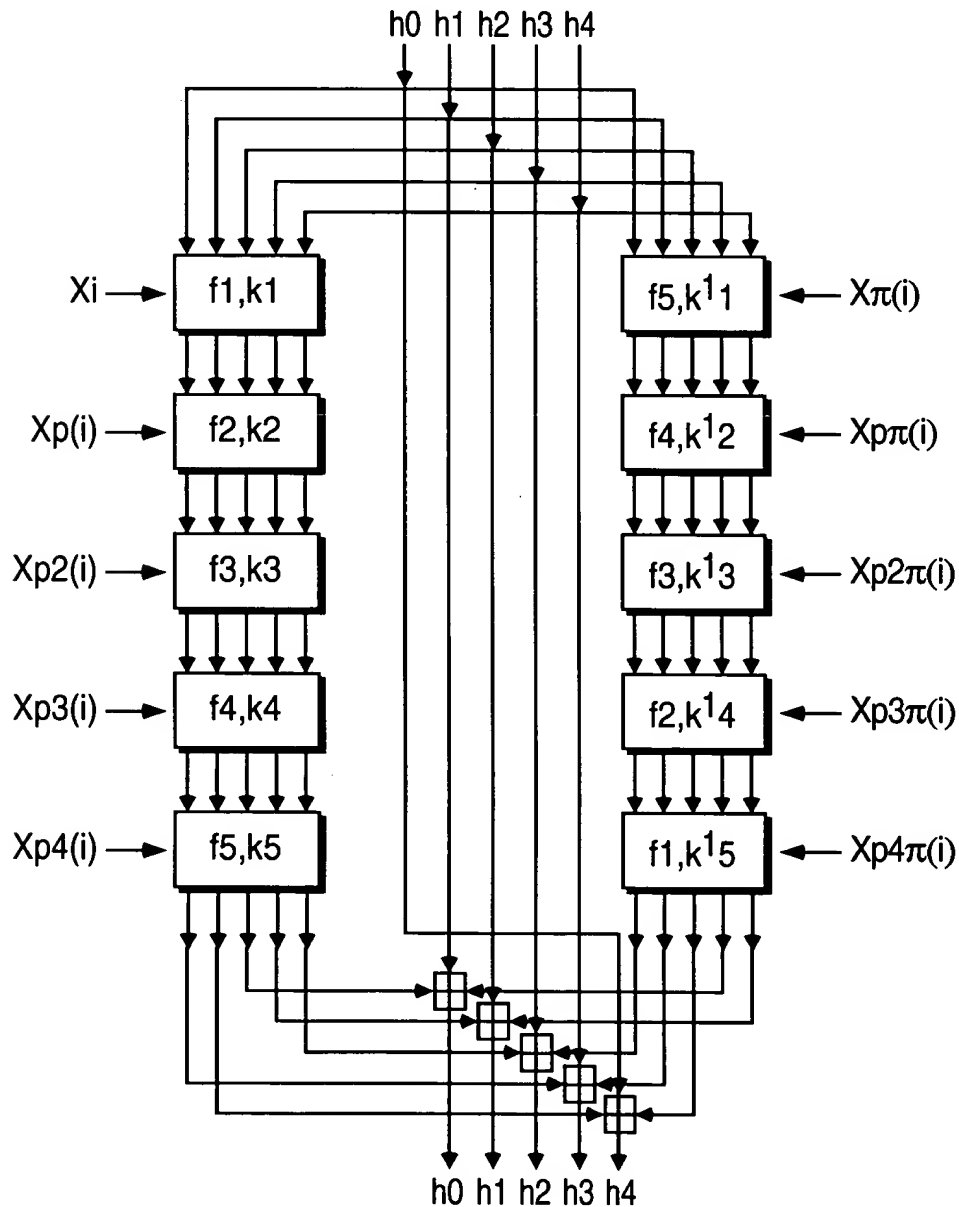 h0 h1 h2 h3 h4
Xi f1,k1 f5,k¹1 Xπ(i)
Xp(i) f2,k2 f4,k¹2 Xpπ(i)
Xp2(i) f3,k3 f3,k¹3 Xp2π(i)
Xp3(i) f4,k4 f2,k¹4 Xp3π(i)
Xp4(i) f5,k5 f1,k¹5 Xp4π(i)
h0 h1 h2 h3 h4